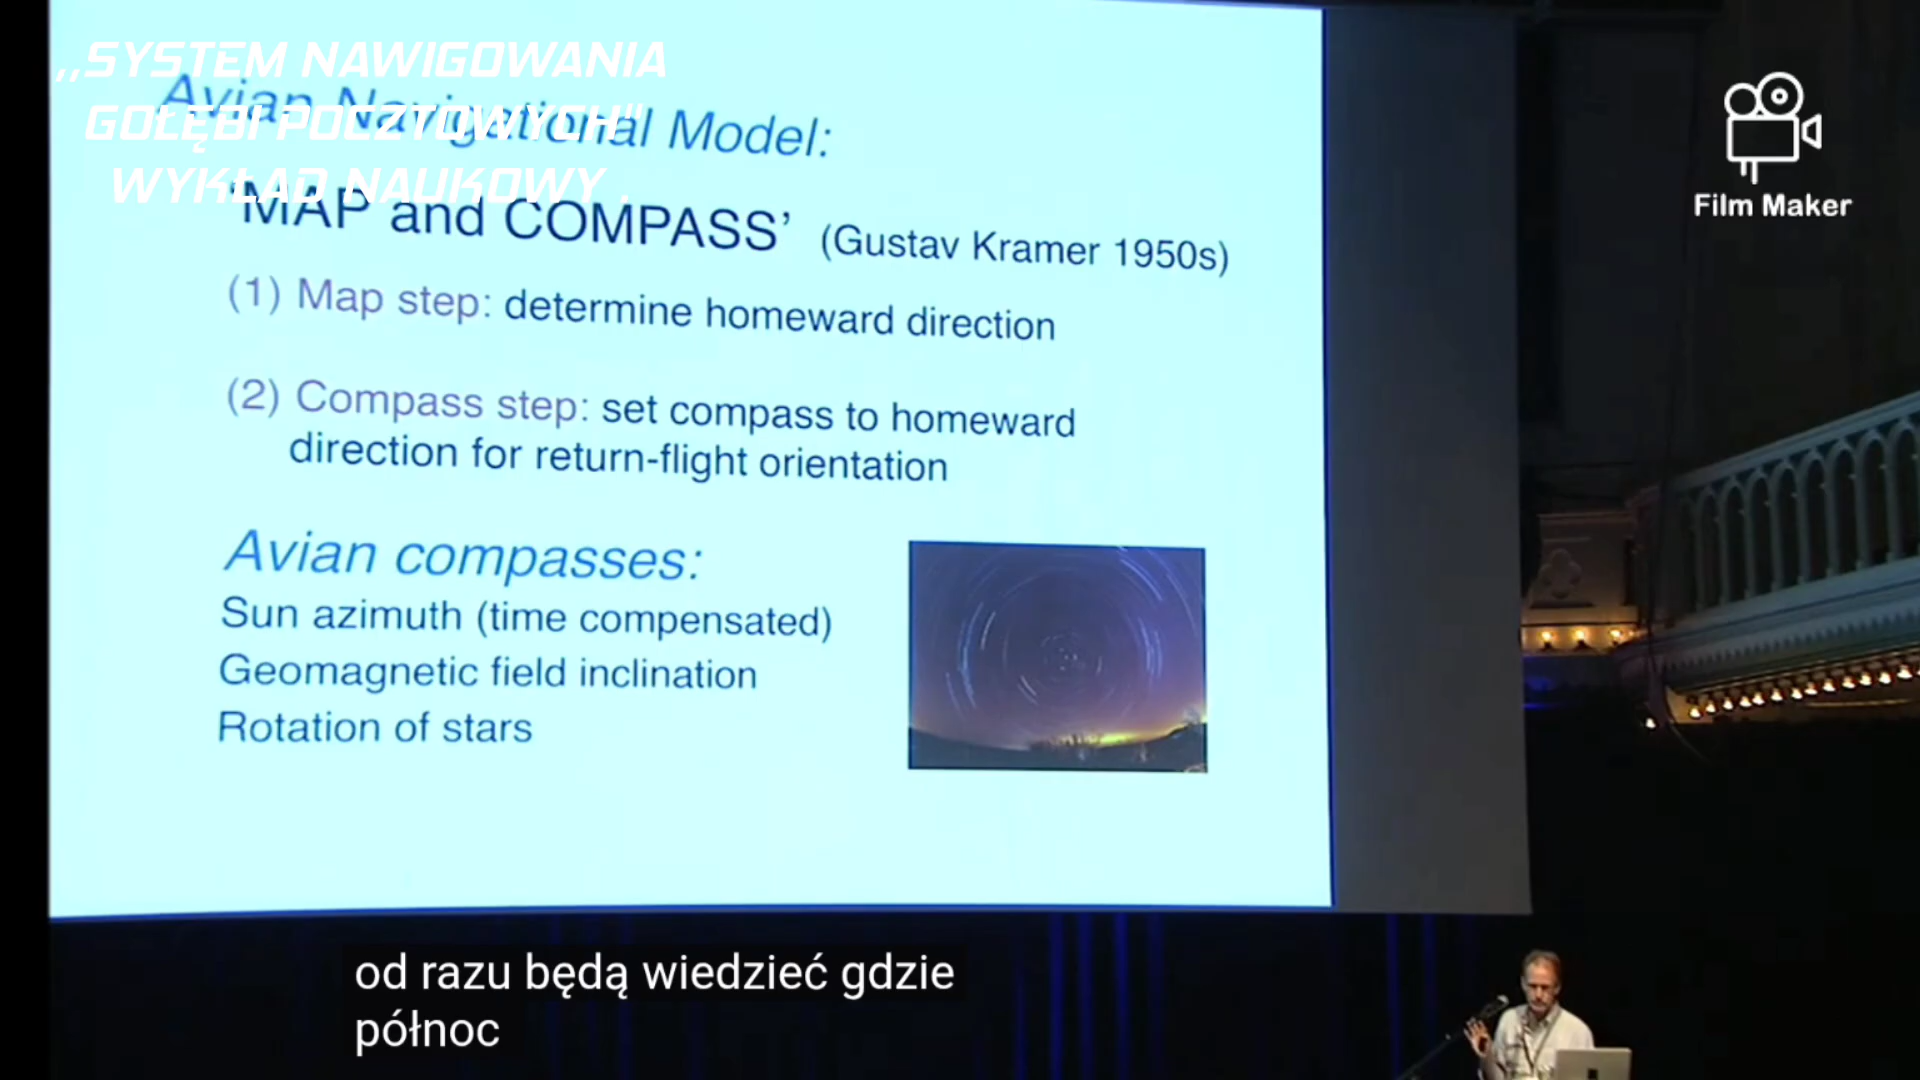 ,,SYSTEM NAWIGOWANIA
GOŁĘBI POCZTOWYCH"
WYKŁAD NAUKOWY .
Avian Navigational Model:
'MAP and COMPASS' (Gustav Kramer 1950s)
(1) Map step: determine homeward direction
(2) Compass step: set compass to homeward
direction for return-flight orientation
Avian compasses:
Sun azimuth (time compensated)
Geomagnetic field inclination
Rotation of stars
Film Maker
od razu będą wiedzieć gdzie
północ